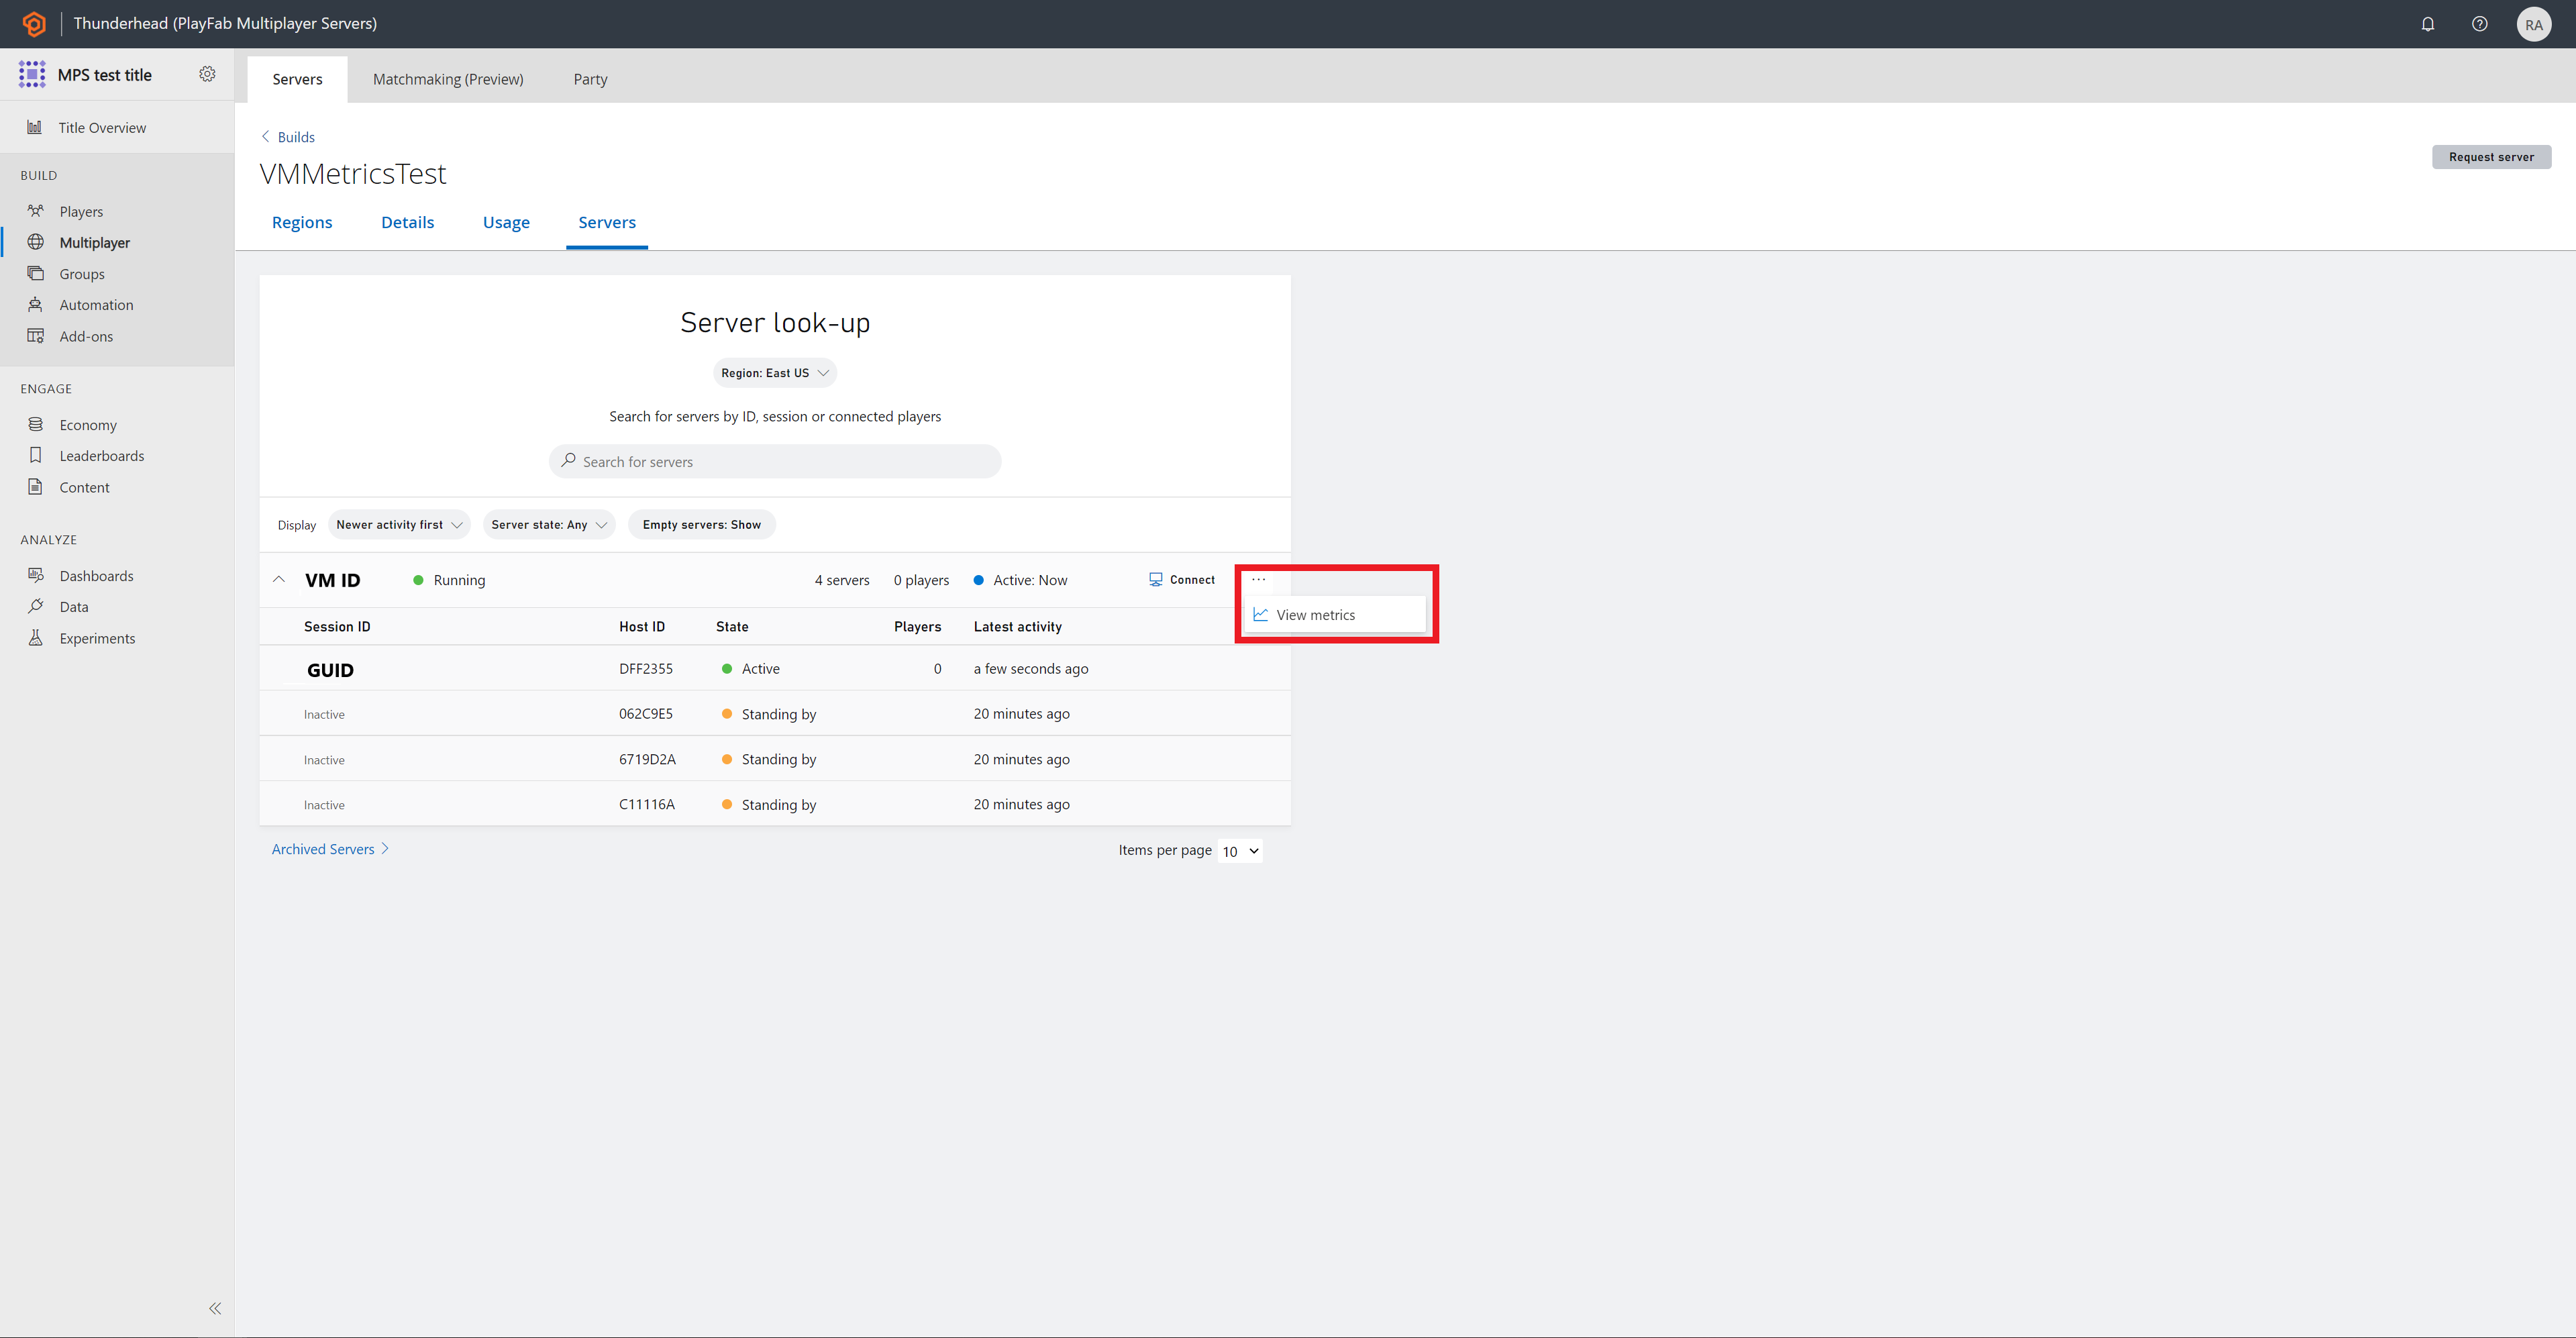 Thunderhead (PlayFab Multiplayer Servers)
RA
MPS test title
Title Overview
BUILD
Players
Multiplayer
Groups
Automation
Add-ons
ENGAGE
Economy
Leaderboards
Content
ANALYZE
Dashboards
Data
Experiments
Servers Matchmaking (Preview) Party
Builds
VMMetricsTest
Request server
Regions Details Usage Servers
Server look-up
Region: East US
Search for servers by ID, session or connected players
Search for servers
Display Newer activity first Server state: Any Empty servers: Show
VM ID Running 4 servers 0 players Active: Now Connect ...
View metrics
Session ID Host ID State Players Latest activity
GUID DFF2355 Active 0 a few seconds ago
Inactive 062C9E5 Standing by 20 minutes ago
Inactive 6719D2A Standing by 20 minutes ago
Inactive C11116A Standing by 20 minutes ago
Archived Servers Items per page 10